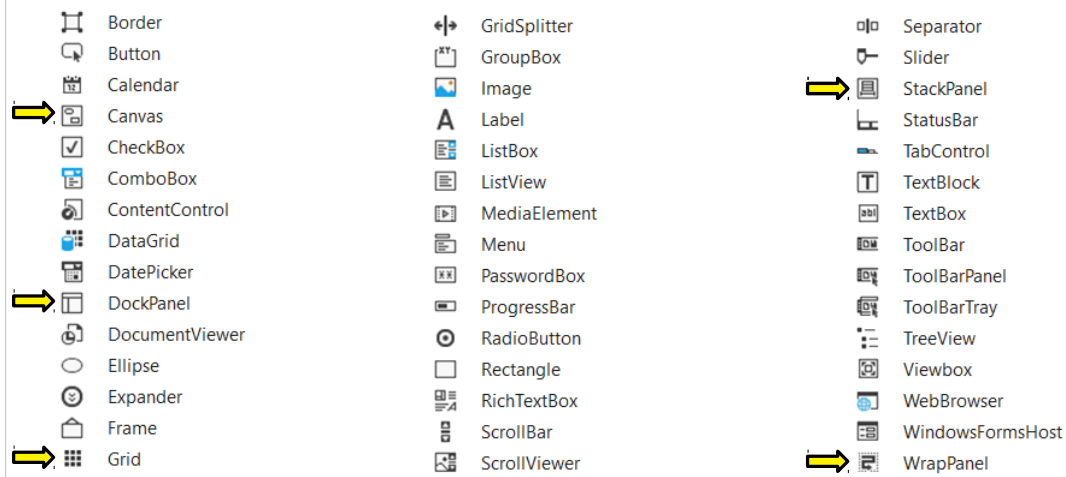 Border
Button
Calendar
Canvas
CheckBox
ComboBox
ContentControl
DataGrid
DatePicker
DockPanel
DocumentViewer
Ellipse
Expander
Frame
Grid
GridSplitter
GroupBox
Image
Label
ListBox
ListView
MediaElement
Menu
PasswordBox
ProgressBar
RadioButton
Rectangle
RichTextBox
ScrollBar
ScrollViewer
Separator
Slider
StackPanel
StatusBar
TabControl
TextBlock
TextBox
ToolBar
ToolBarPanel
ToolBarTray
TreeView
Viewbox
WebBrowser
WindowsFormsHost
WrapPanel